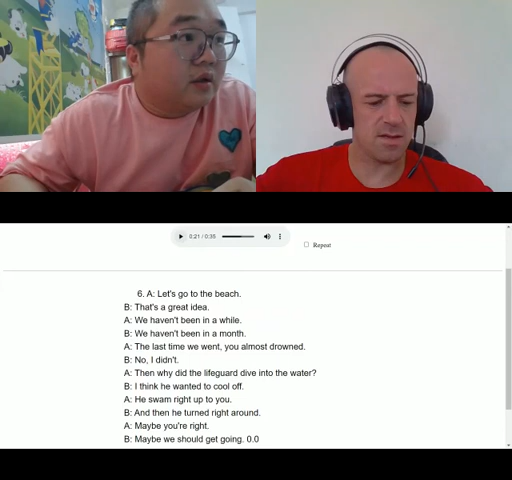 0:21 / 0:35
Repeat
6. A: Let's go to the beach.
B: That's a great idea.
A: We haven't been in a while.
B: We haven't been in a month.
A: The last time we went, you almost drowned.
B: No, I didn't.
A: Then why did the lifeguard dive into the water?
B: I think he wanted to cool off.
A: He swam right up to you.
B: And then he turned right around.
A: Maybe you're right.
B: Maybe we should get going. 0.0